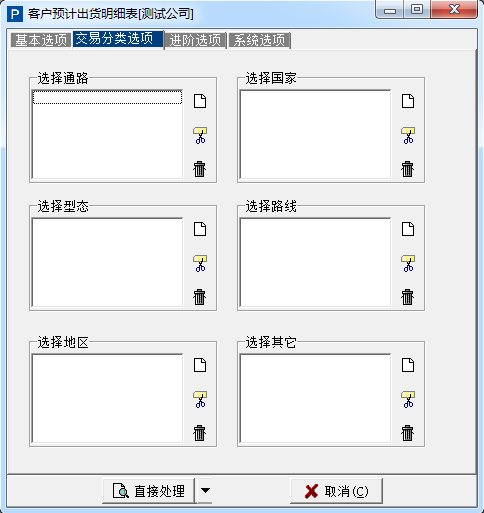 客户预计出货明细表[测试公司]
基本选项 交易分类选项 进阶选项 系统选项
选择通路 选择国家
选择型态 选择路线
选择地区 选择其它
直接处理 取消(C)